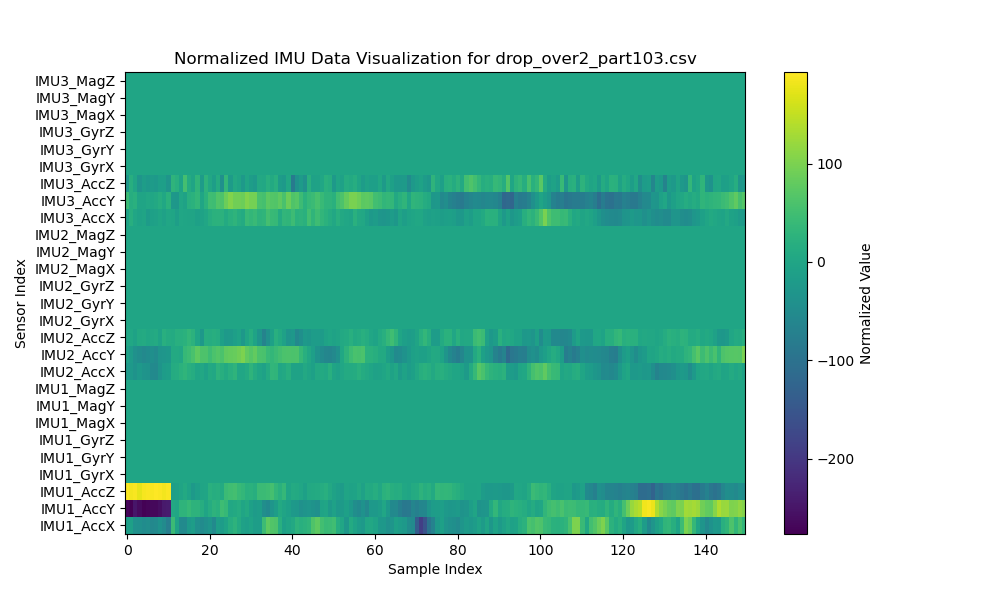 Normalized IMU Data Visualization for drop_over2_part103.csv
IMU3_MagZ
IMU3_MagY
IMU3_MagX
IMU3_GyrZ
IMU3_GyrY
IMU3_GyrX
IMU3_AccZ
IMU3_AccY
IMU3_AccX
IMU2_MagZ
IMU2_MagY
IMU2_MagX
IMU2_GyrZ
IMU2_GyrY
IMU2_GyrX
IMU2_AccZ
IMU2_AccY
IMU2_AccX
IMU1_MagZ
IMU1_MagY
IMU1_MagX
IMU1_GyrZ
IMU1_GyrY
IMU1_GyrX
IMU1_AccZ
IMU1_AccY
IMU1_AccX
Sensor Index
0 20 40 60 80 100 120 140
Sample Index
100
0
−100
−200
Normalized Value